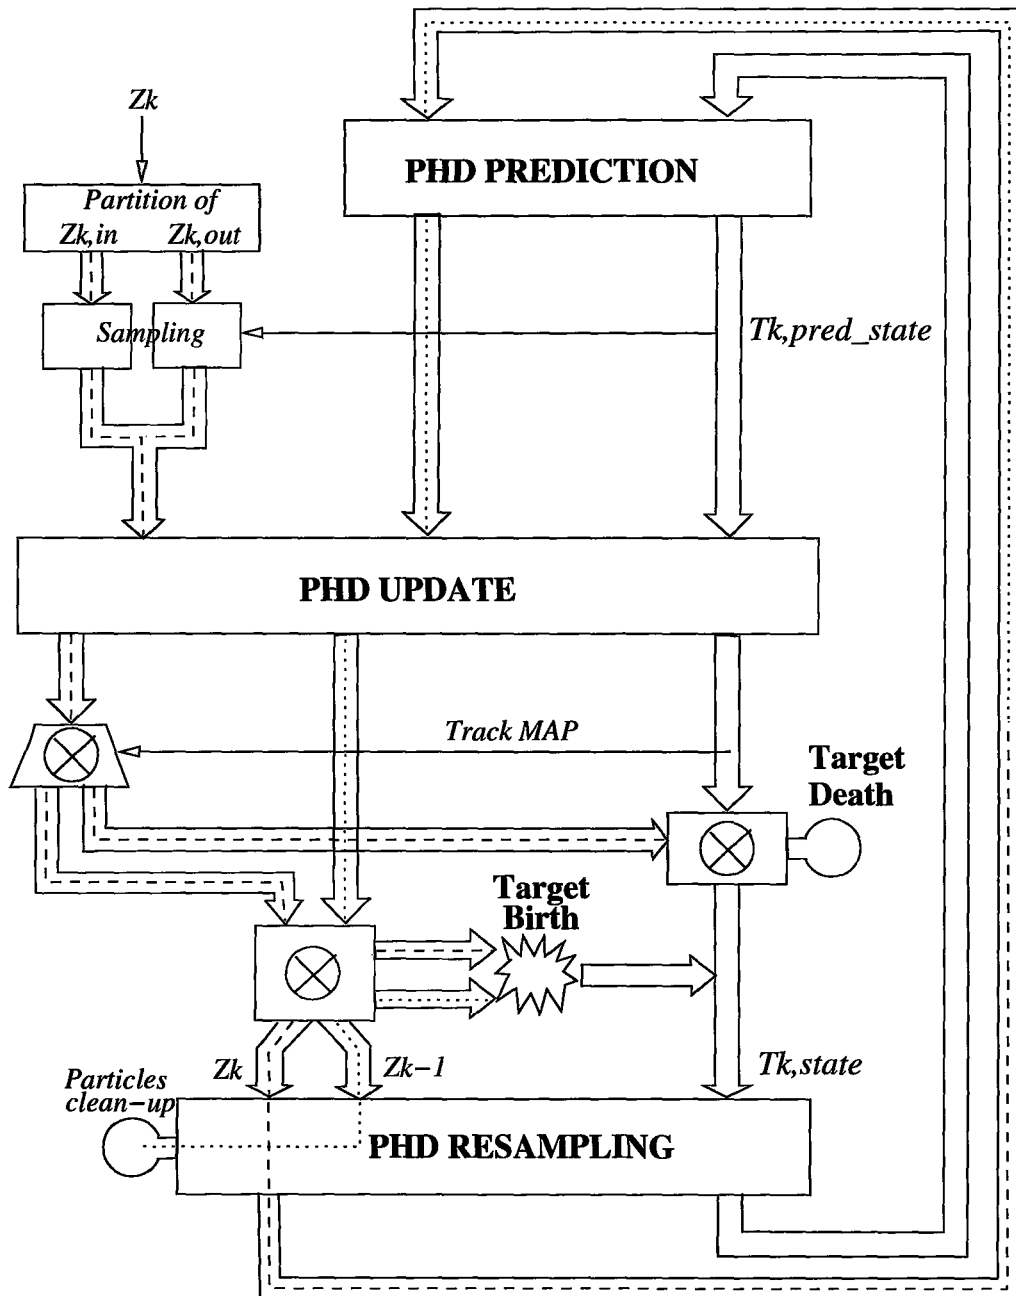 Zk
PHD PREDICTION
Partition of
Zk,in Zk,out
Sampling
Tk,pred_state
PHD UPDATE
Track MAP
Target
Death
Target
Birth
Zk
Zk−1
Tk,state
Particles
clean−up
PHD RESAMPLING